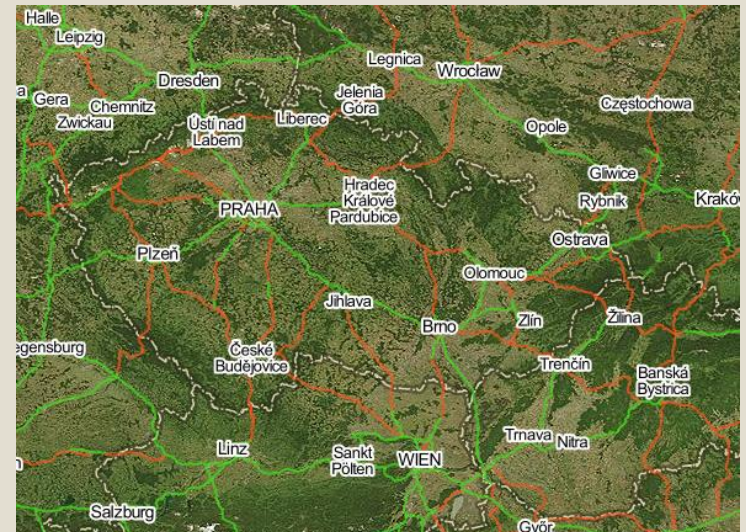 Halle
Leipzig
Legnica
Wrocław
Dresden
Jelenia
Góra
Gera
Chemnitz
Zwickau
Częstochowa
Ústí nad
Labem
Liberec
Opole
Gliwice
Rybnik
Hradec
Králové
Pardubice
Kraków
PRAHA
Ostrava
Plzeň
Olomouc
Jihlava
Zlín
Žilina
Brno
egensburg
České
Budějovice
Trenčín
Banská
Bystrica
Trnava
Nitra
Linz
Sankt
Pölten
WIEN
Salzburg
Győr